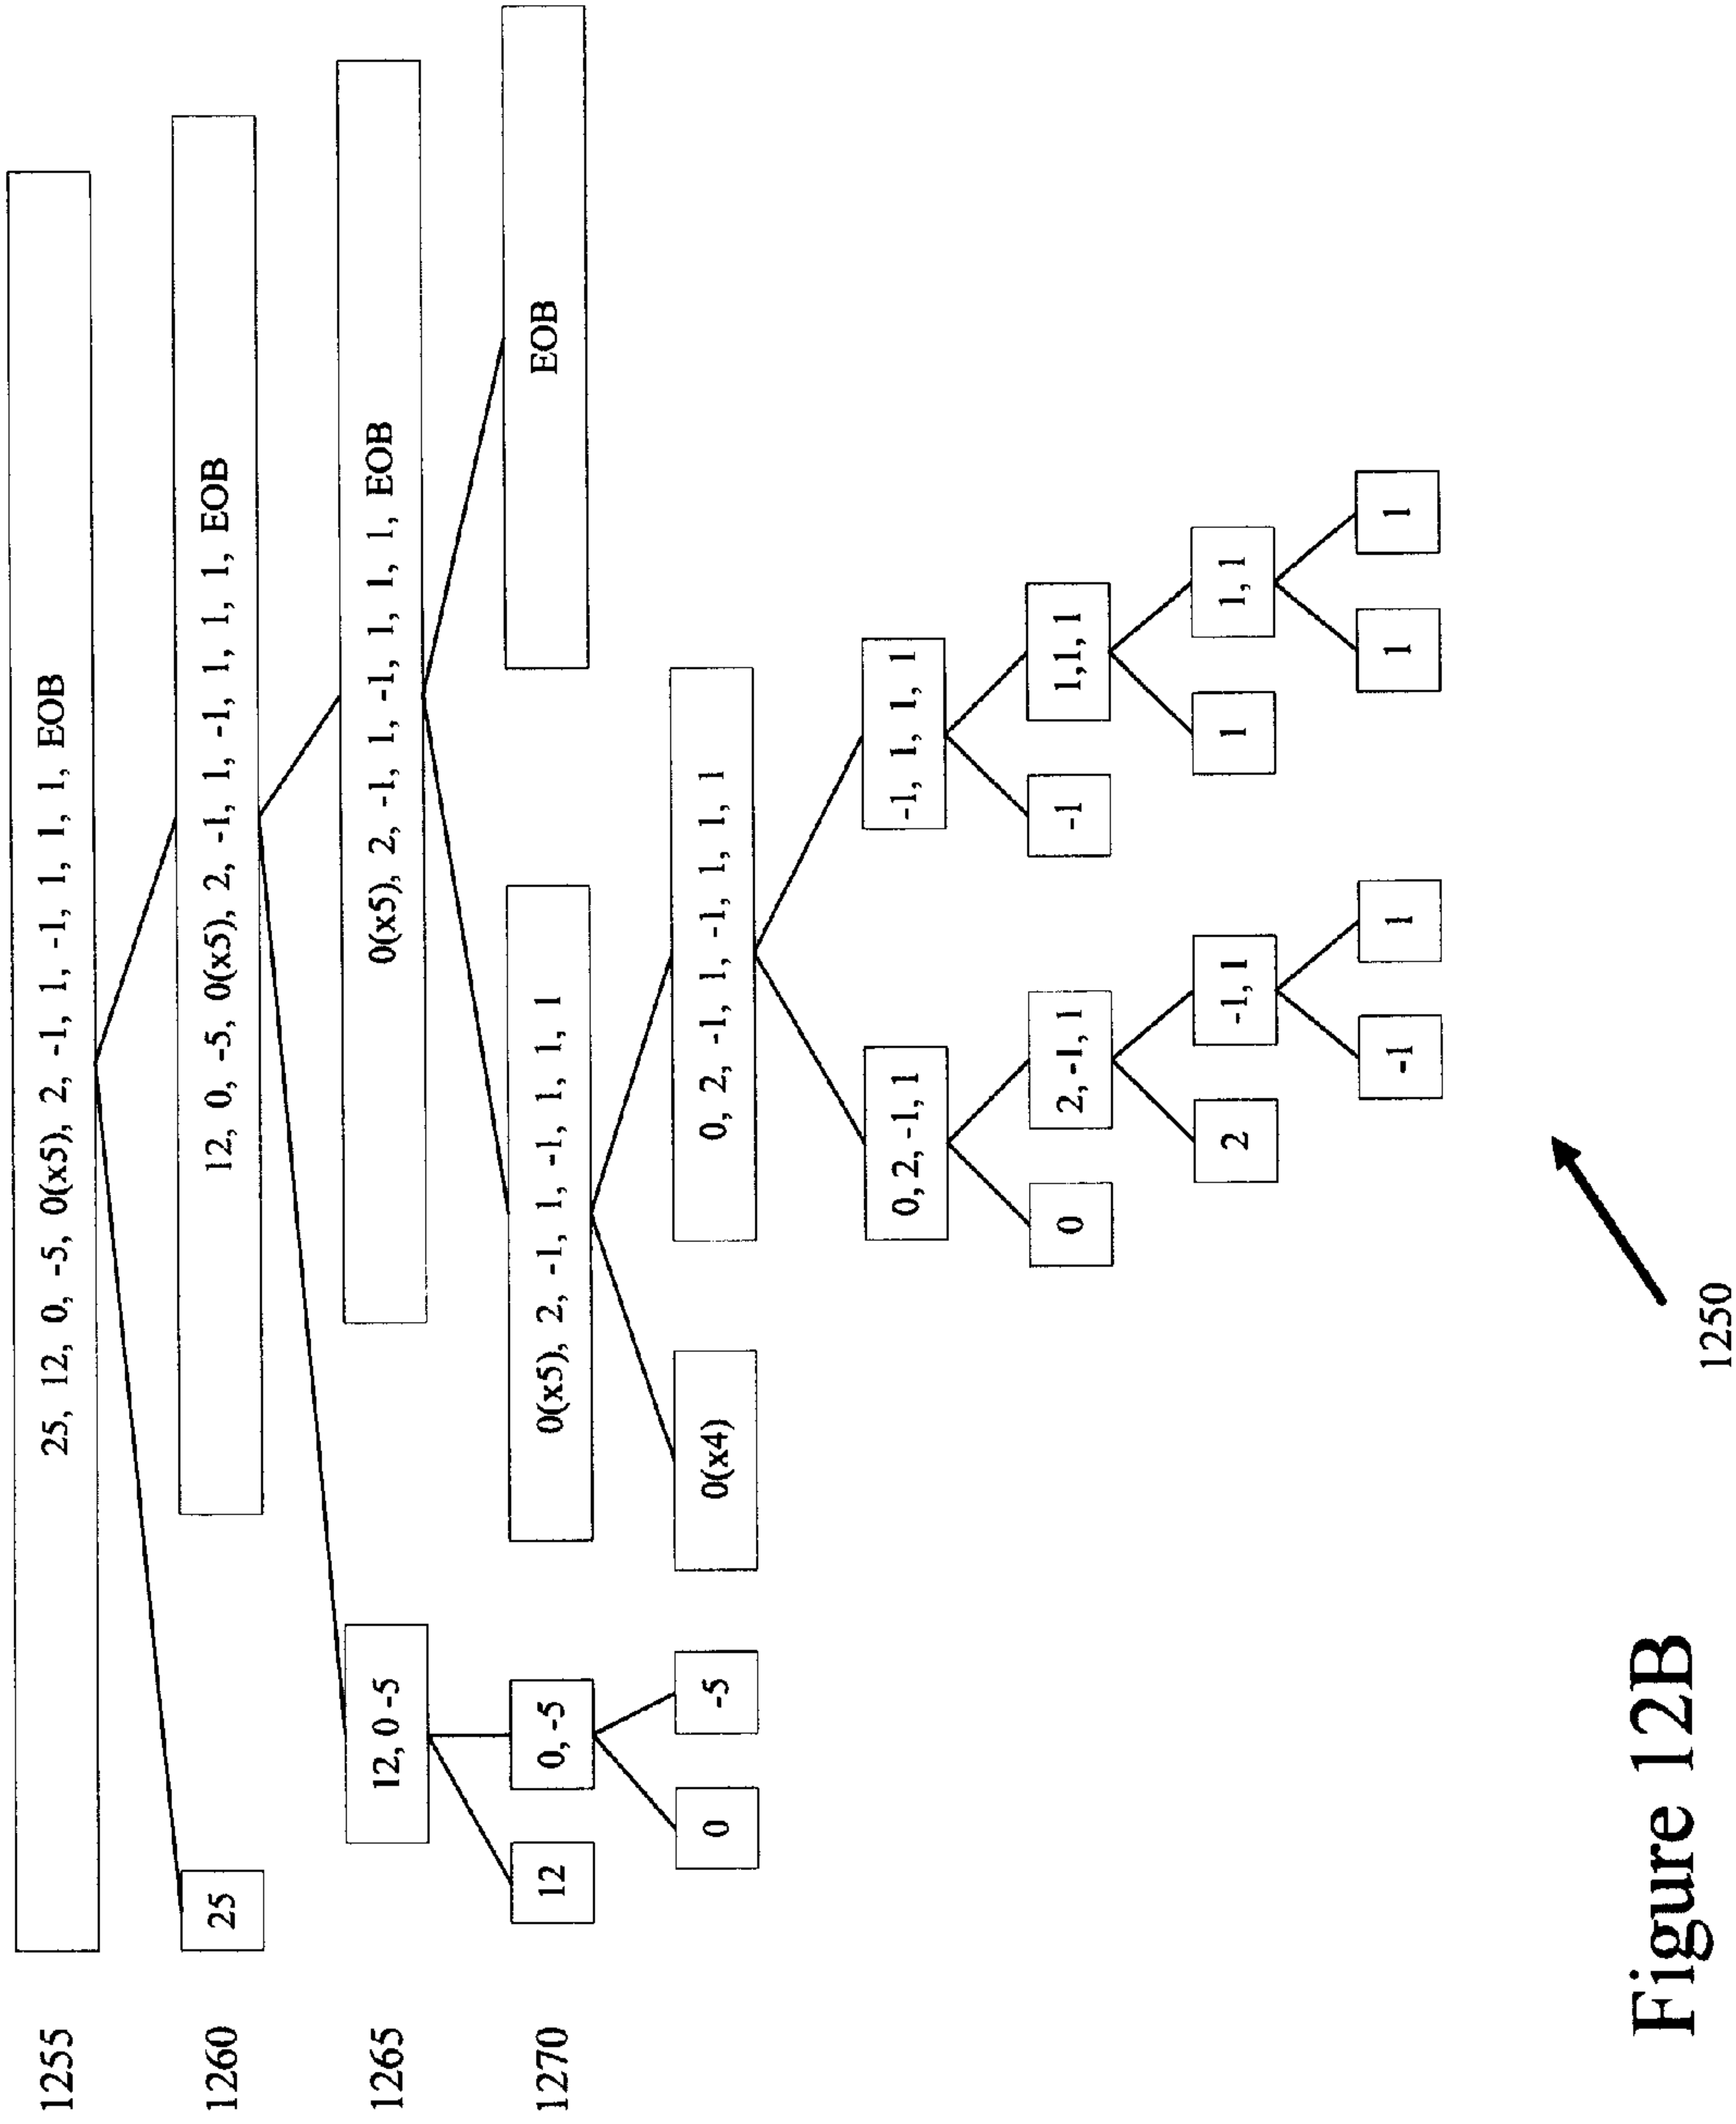 1255
25, 12, 0, -5, 0(x5), 2, -1, 1, -1, 1, 1, 1, EOB
1260
25
12, 0, -5, 0(x5), 2, -1, 1, -1, 1, 1, 1, EOB
1265
12, 0 -5
0(x5), 2, -1, 1, -1, 1, 1, 1, EOB
1270
12
0, -5
0(x5), 2, -1, 1, -1, 1, 1, 1
EOB
0
-5
0(x4)
0, 2, -1, 1, -1, 1, 1, 1
0, 2, -1, 1
-1, 1, 1, 1
0
2, -1, 1
-1
1,1, 1
2
-1, 1
1
1, 1
-1
1
1
1
1250
Figure 12B